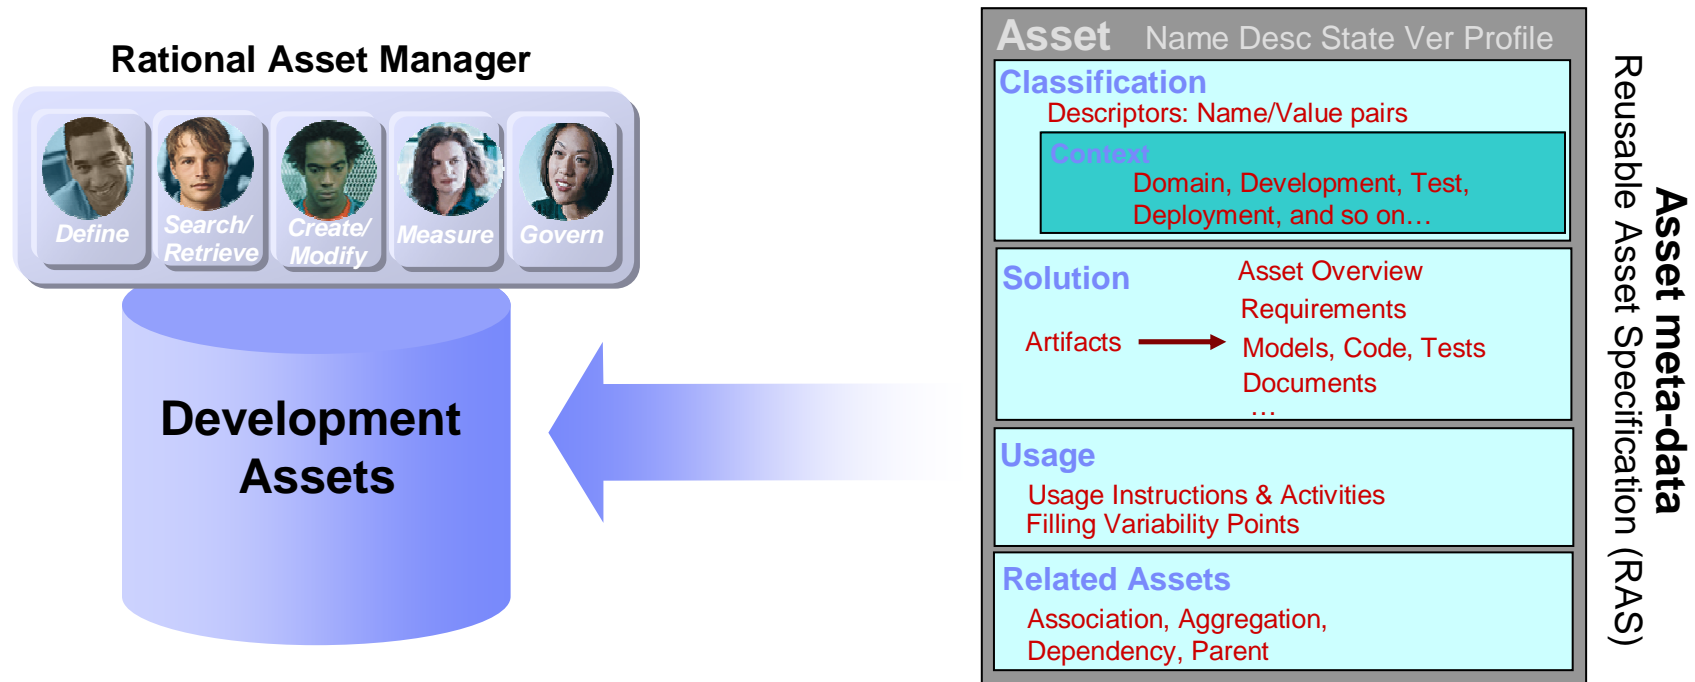 Rational Asset Manager
Define
Search/
Retrieve
Create/
Modify
Measure
Govern
Development
Assets
Asset Name Desc State Ver Profile
Classification
Descriptors: Name/Value pairs
Context
Domain, Development, Test,
Deployment, and so on…
Solution
Artifacts
Asset Overview
Requirements
Models, Code, Tests
Documents
…
Usage
Usage Instructions & Activities
Filling Variability Points
Related Assets
Association, Aggregation,
Dependency, Parent
Asset meta-data
Reusable Asset Specification (RAS)